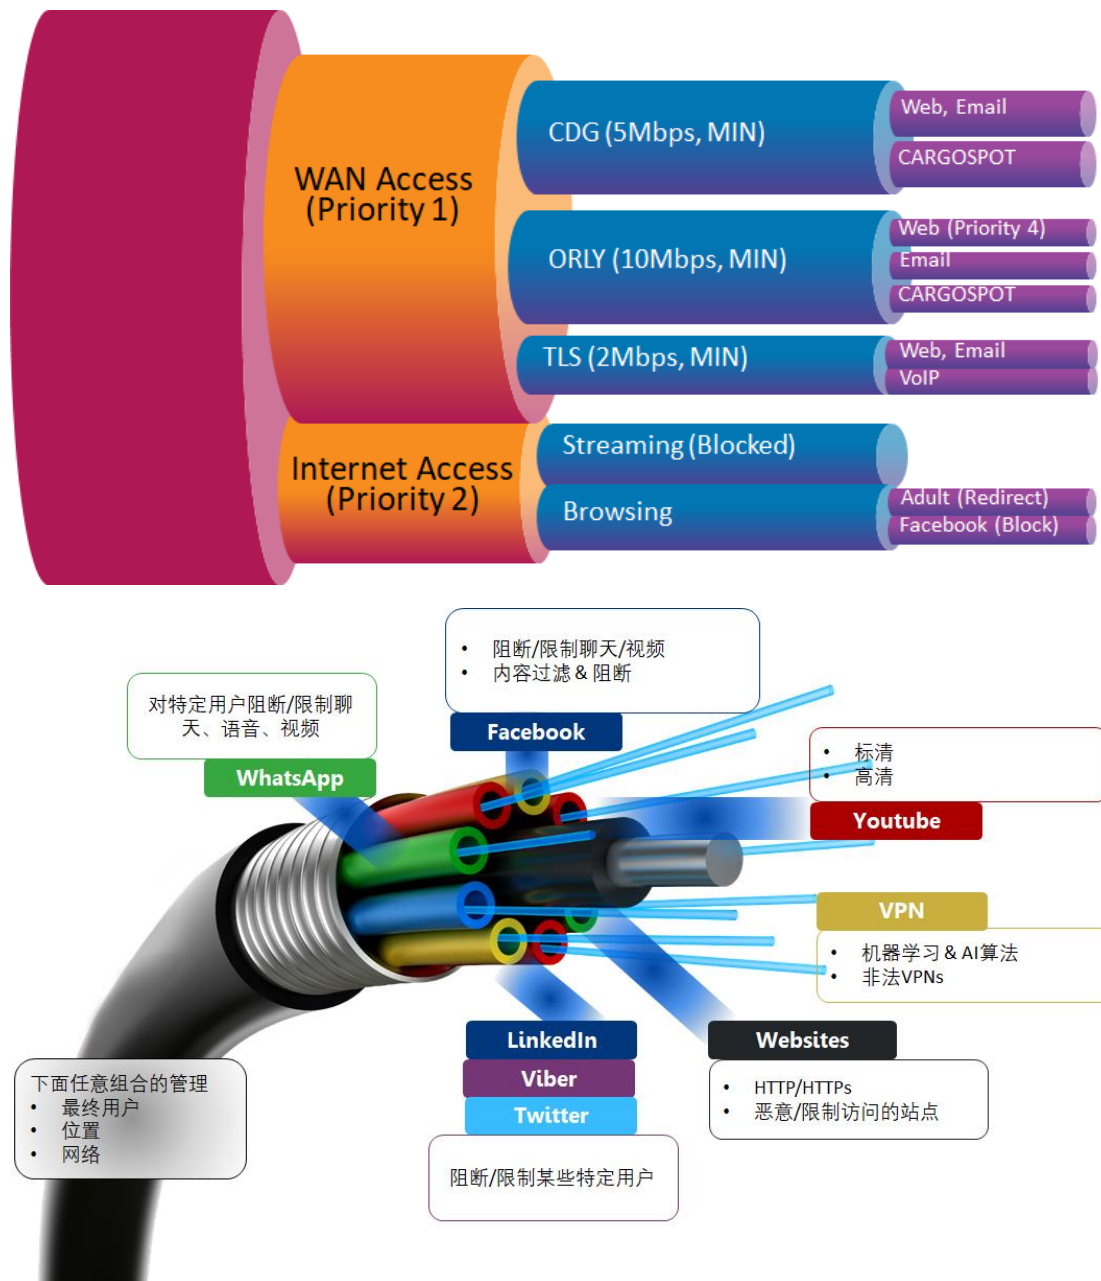 WAN Access
(Priority 1)
CDG (5Mbps, MIN)
Web, Email
CARGOSPOT
ORLY (10Mbps, MIN)
Web (Priority 4)
Email
CARGOSPOT
TLS (2Mbps, MIN)
Web, Email
VoIP
Internet Access
(Priority 2)
Streaming (Blocked)
Browsing
Adult (Redirect)
Facebook (Block)
• 阻断/限制聊天/视频
• 内容过滤 & 阻断
Facebook
对特定用户阻断/限制聊
天、语音、视频
WhatsApp
• 标清
• 高清
Youtube
VPN
• 机器学习 & AI算法
• 非法VPNs
LinkedIn
Viber
Twitter
阻断/限制某些特定用户
Websites
• HTTP/HTTPs
• 恶意/限制访问的站点
下面任意组合的管理
• 最终用户
• 位置
• 网络